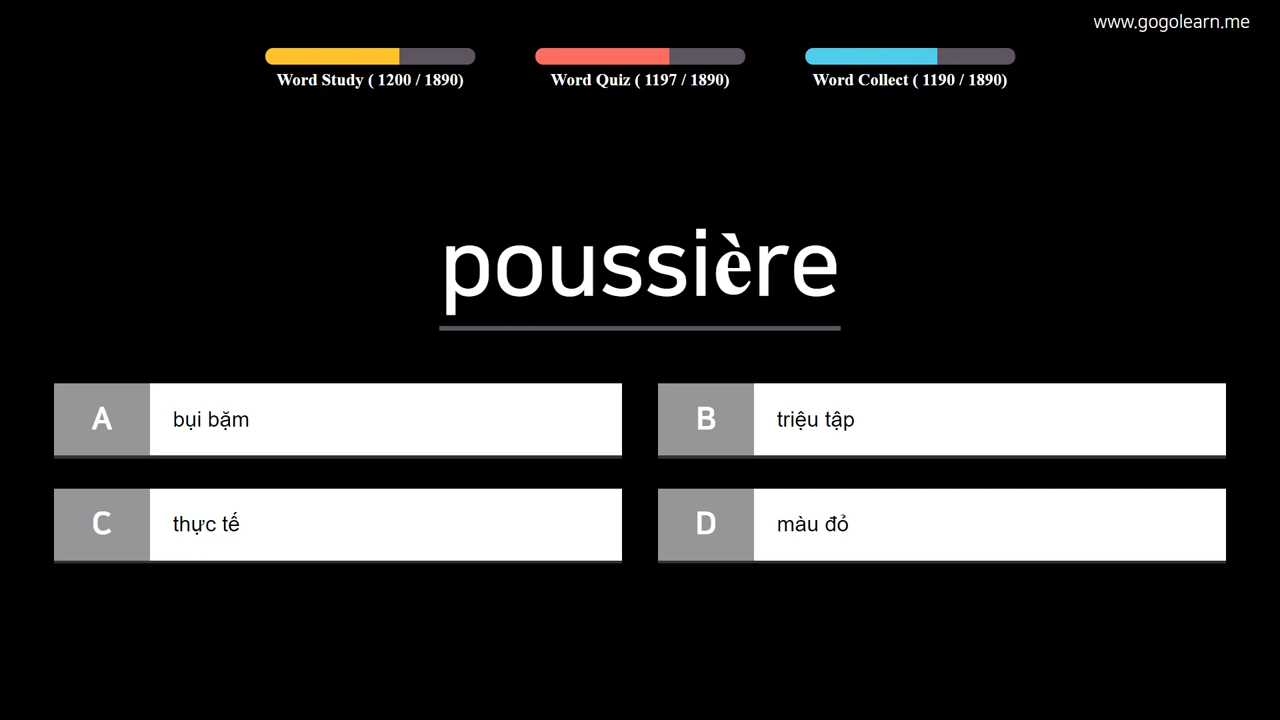 www.gogolearn.me
Word Study ( 1200 / 1890)
Word Quiz ( 1197 / 1890)
Word Collect ( 1190 / 1890)
poussière
A bụi bặm
B triệu tập
C thực tế
D màu đỏ